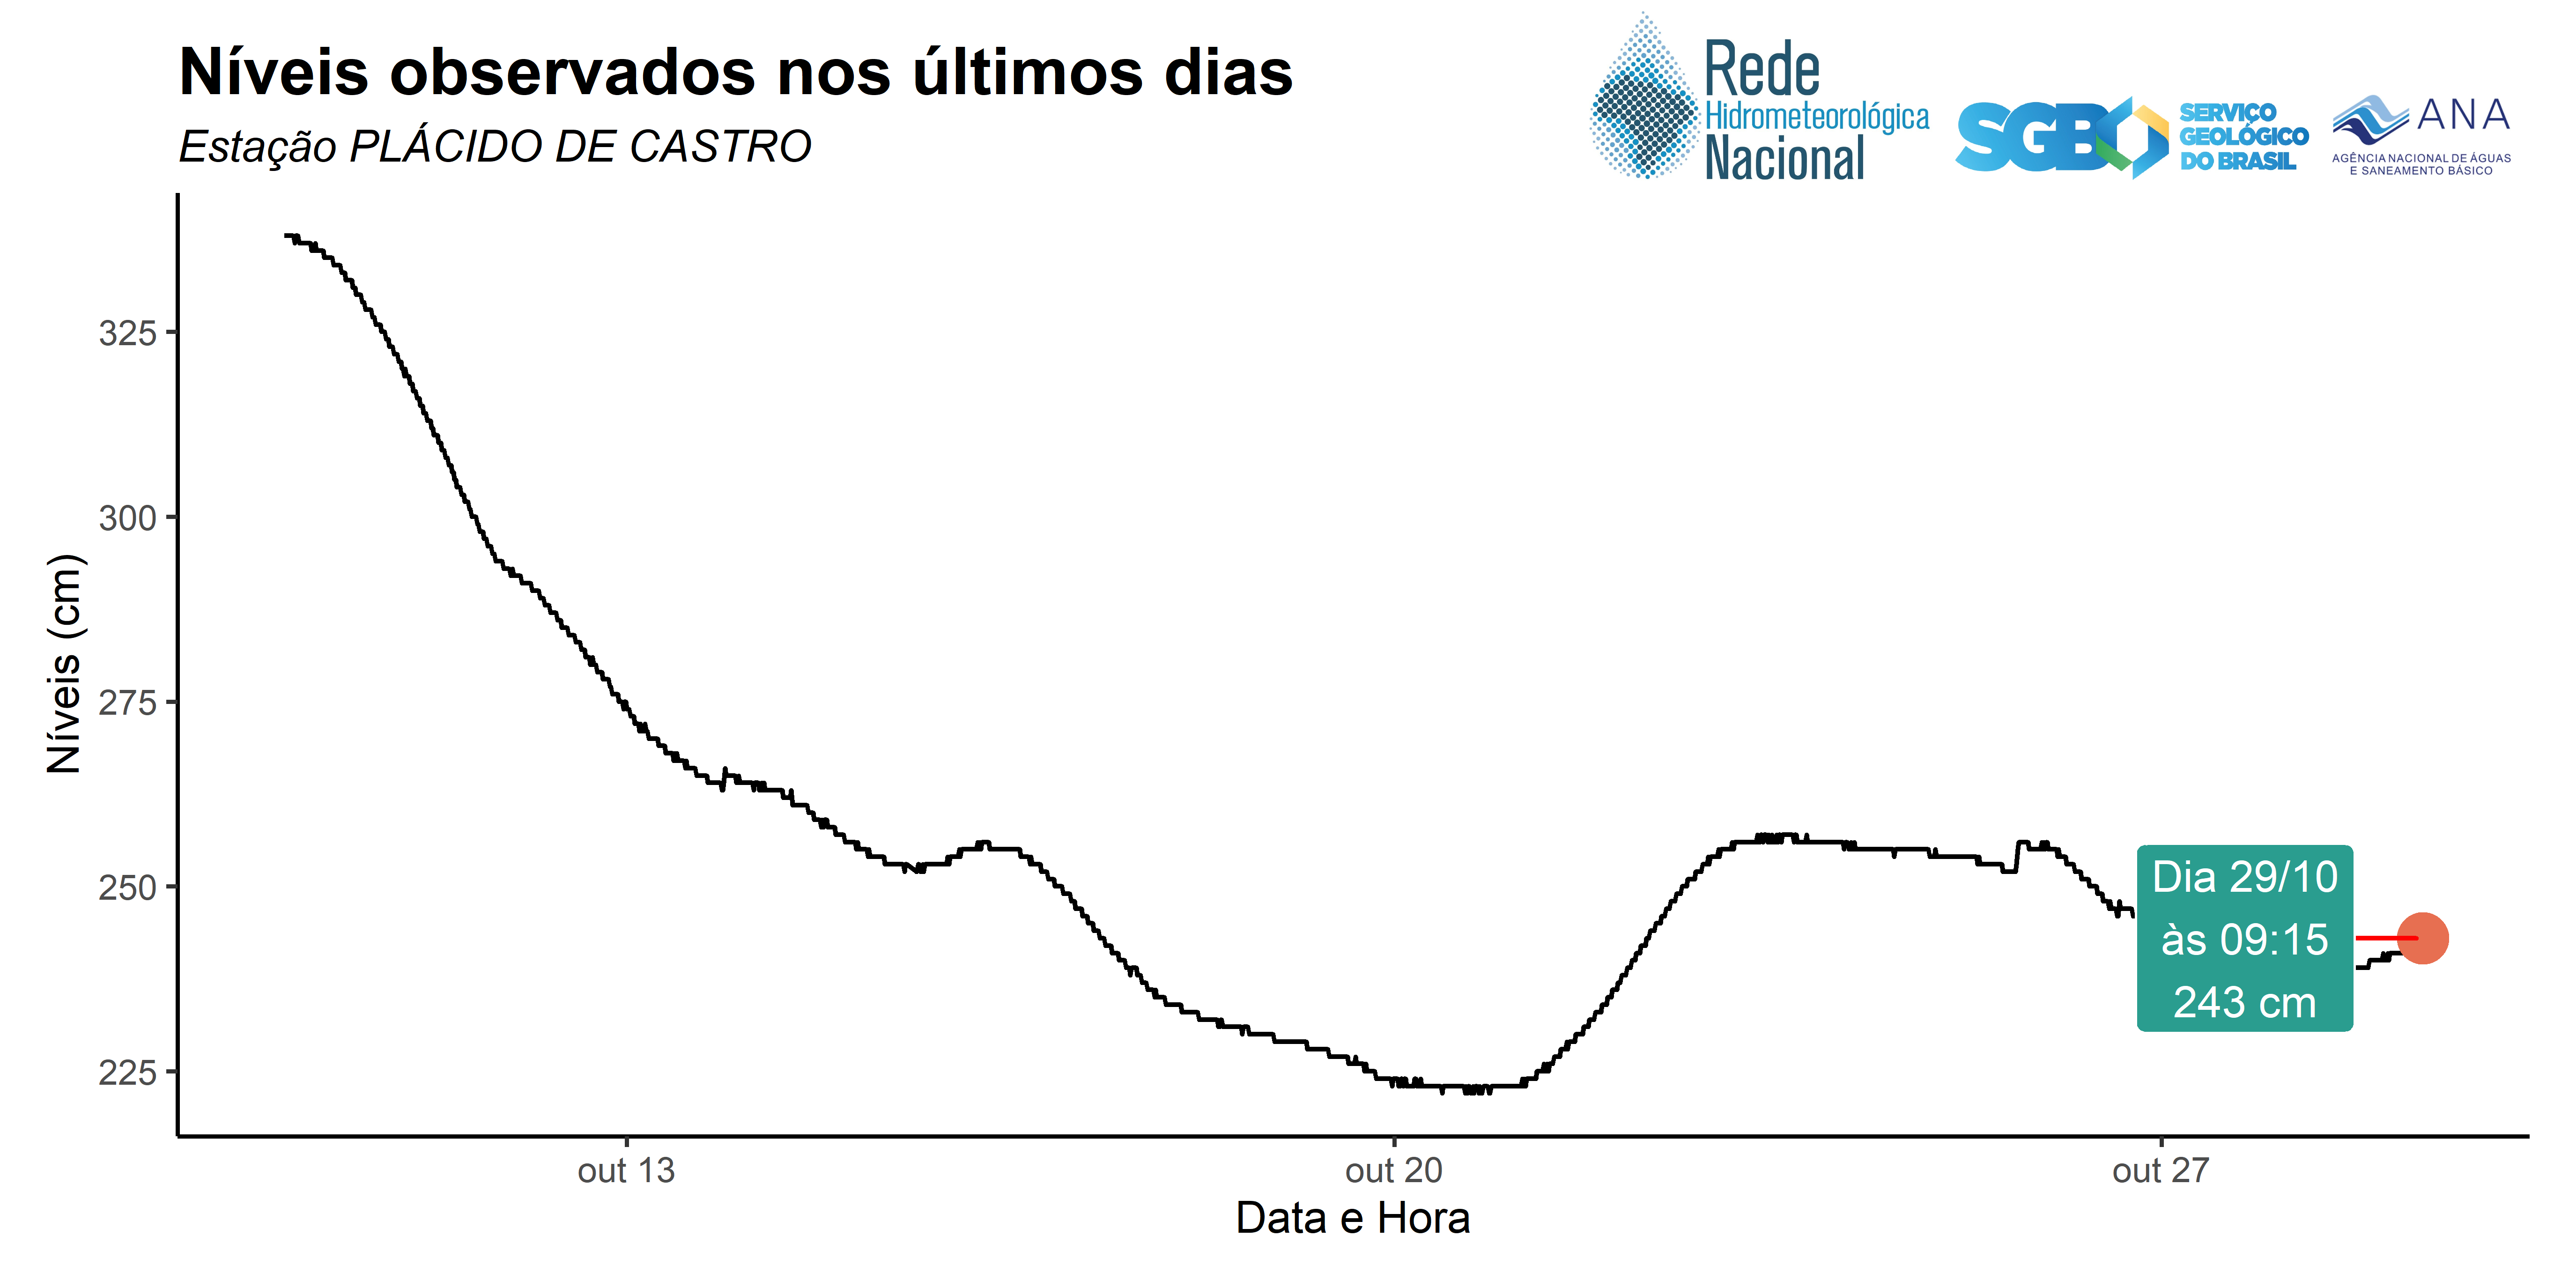 Níveis observados nos últimos dias
Estação PLÁCIDO DE CASTRO
Rede
Hidrometeorológica
Nacional
SGB
SERVIÇO
GEOLÓGICO
DO BRASIL
ANA
AGÊNCIA NACIONAL DE ÁGUAS
E SANEAMENTO BÁSICO
Níveis (cm)
325
300
275
250
225
Dia 29/10
às 09:15
243 cm
out 13
out 20
out 27
Data e Hora